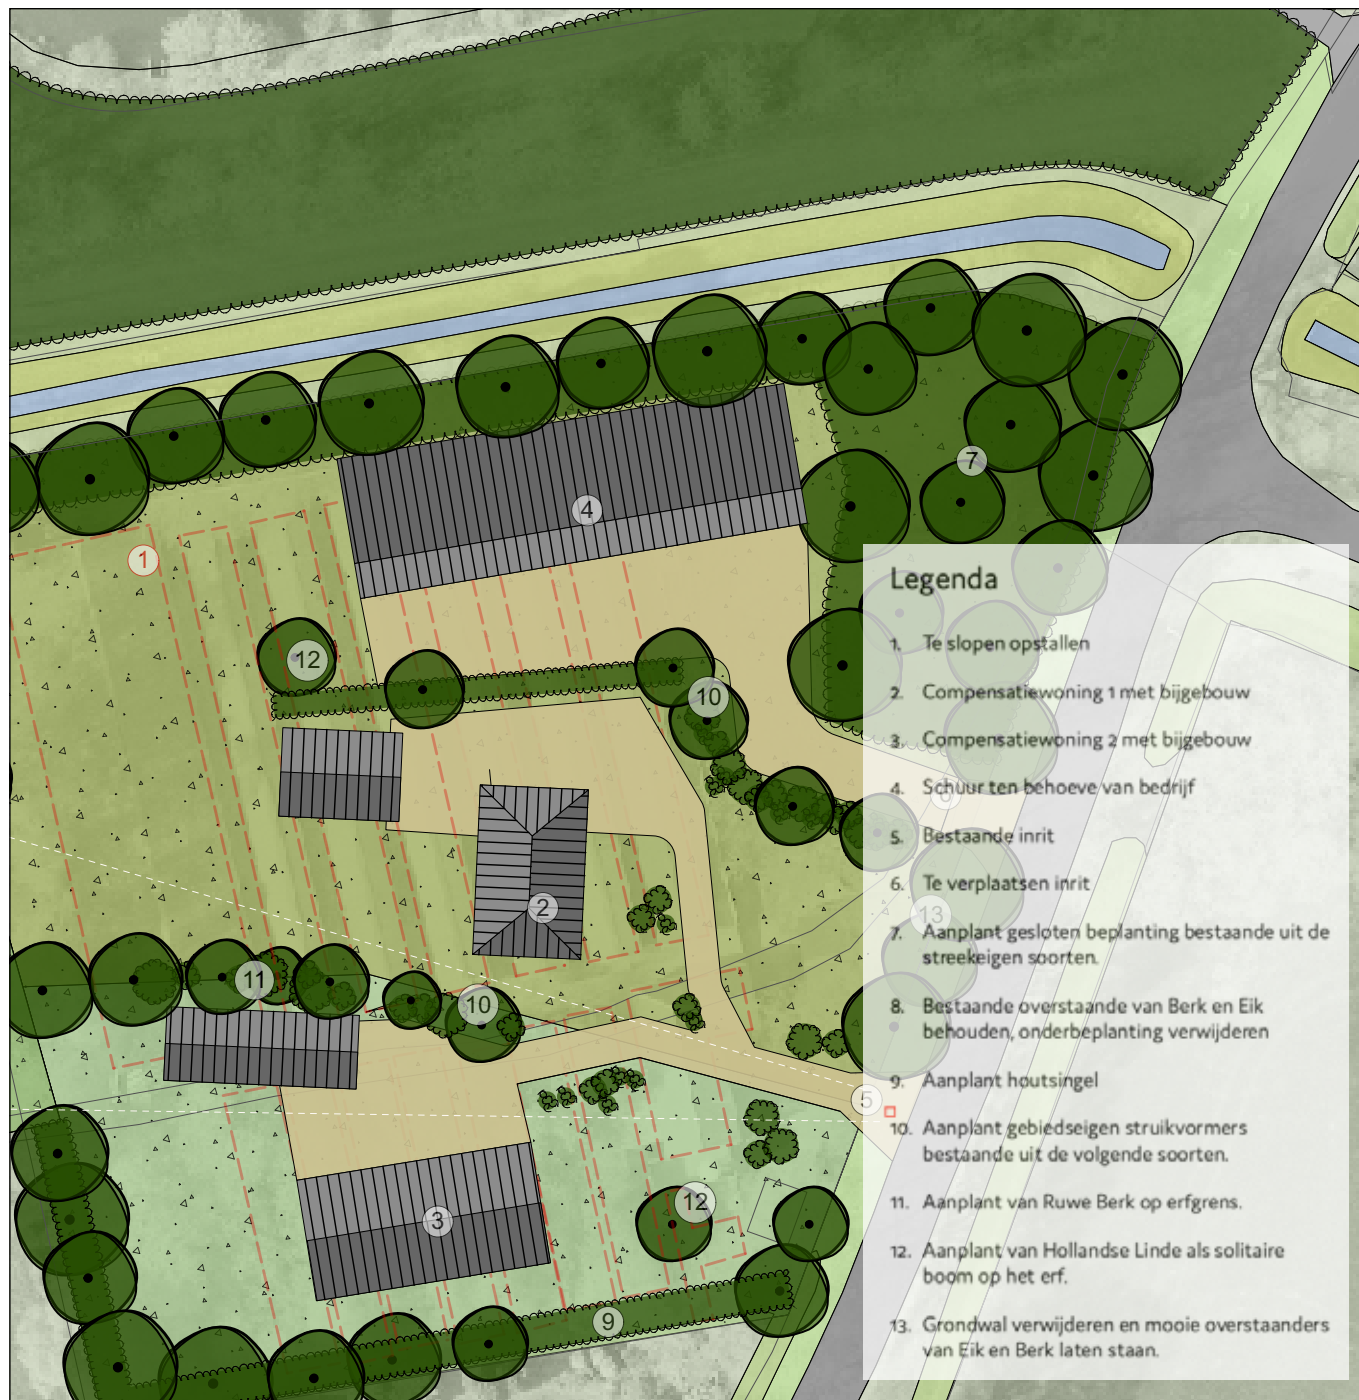 4
7
1
12
10
2
6
13
11
10
5
12
3
9
Legenda
1. Te slopen opstallen
2. Compensatiewoning 1 met bijgebouw
3. Compensatiewoning 2 met bijgebouw
4. Schuur ten behoeve van bedrijf
5. Bestaande inrit
6. Te verplaatsen inrit
7. Aanplant gesloten beplanting bestaande uit de
streekeigen soorten.
8. Bestaande overstaande van Berk en Eik
behouden, onderbeplanting verwijderen
9. Aanplant houtsingel
10. Aanplant gebiedseigen struikvormers
bestaande uit de volgende soorten.
11. Aanplant van Ruwe Berk op erfgrens.
12. Aanplant van Hollandse Linde als solitaire
boom op het erf.
13. Grondwal verwijderen en mooie overstaanders
van Eik en Berk laten staan.